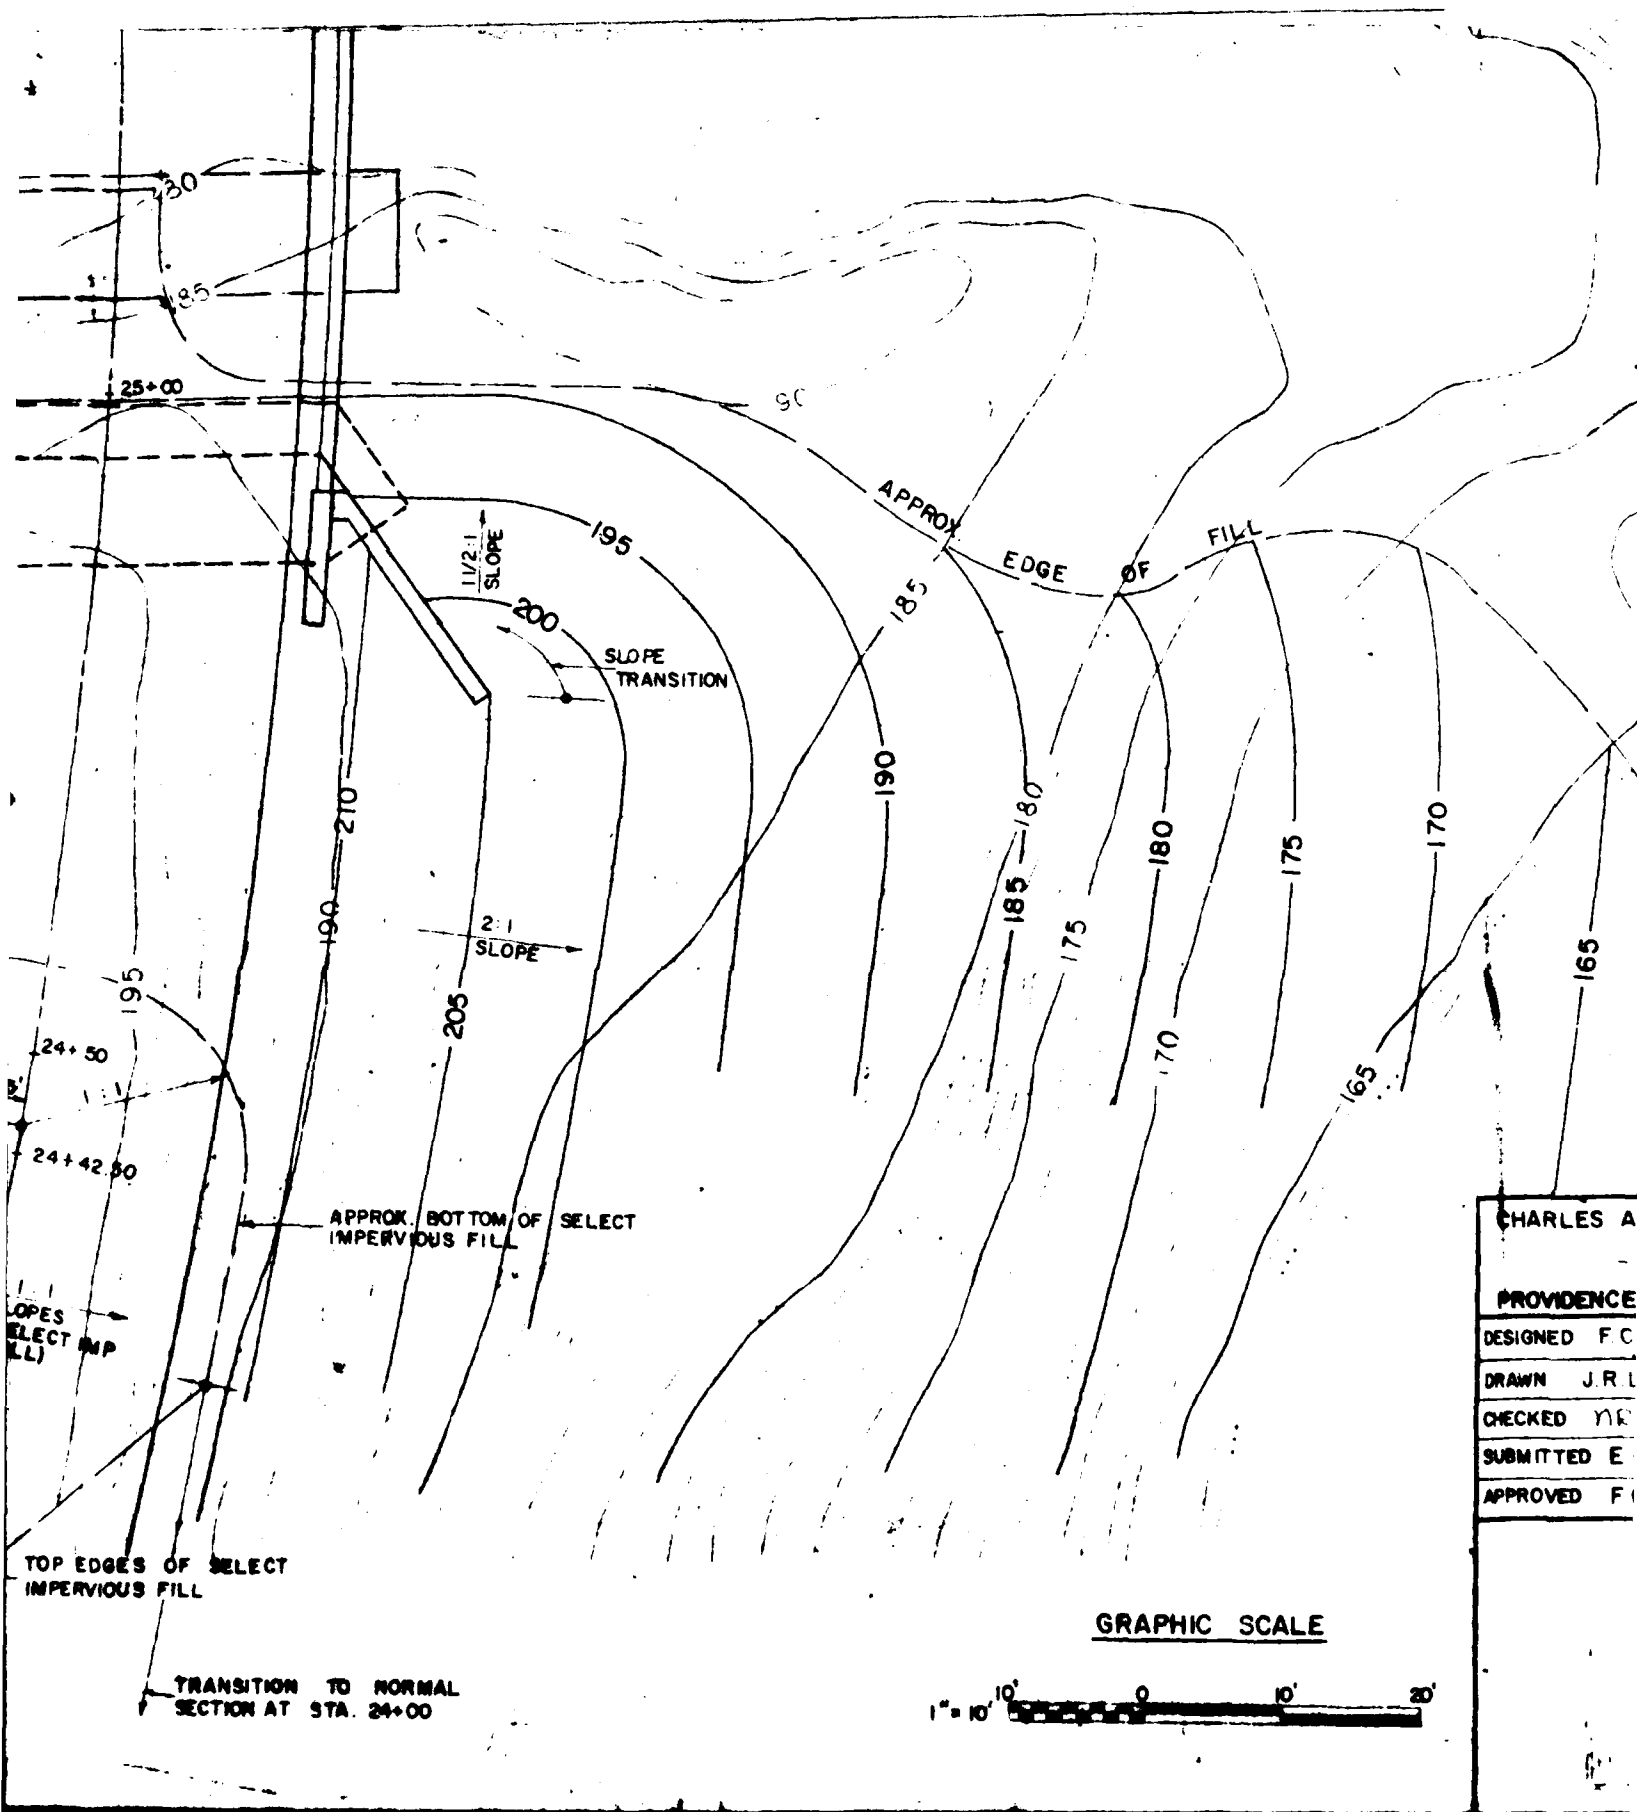 80
85
25+00
90
APPROX. EDGE OF FILL
195
1 1/2:1
SLOPE
200
185
SLOPE
TRANSITION
210
190
180
180
175
170
185
190
2:1
SLOPE
175
165
195
205
24+50
1:1
170
165
24+42.50
APPROX. BOTTOM OF SELECT
IMPERVIOUS FILL
CHARLES A
PROVIDENCE
DESIGNED F.C
DRAWN J.R.L
CHECKED
SUBMITTED E
APPROVED F
TOP EDGES OF SELECT
IMPERVIOUS FILL
GRAPHIC SCALE
TRANSITION TO NORMAL
SECTION AT STA. 24+00
1"=10' 10' 0 10' 20'